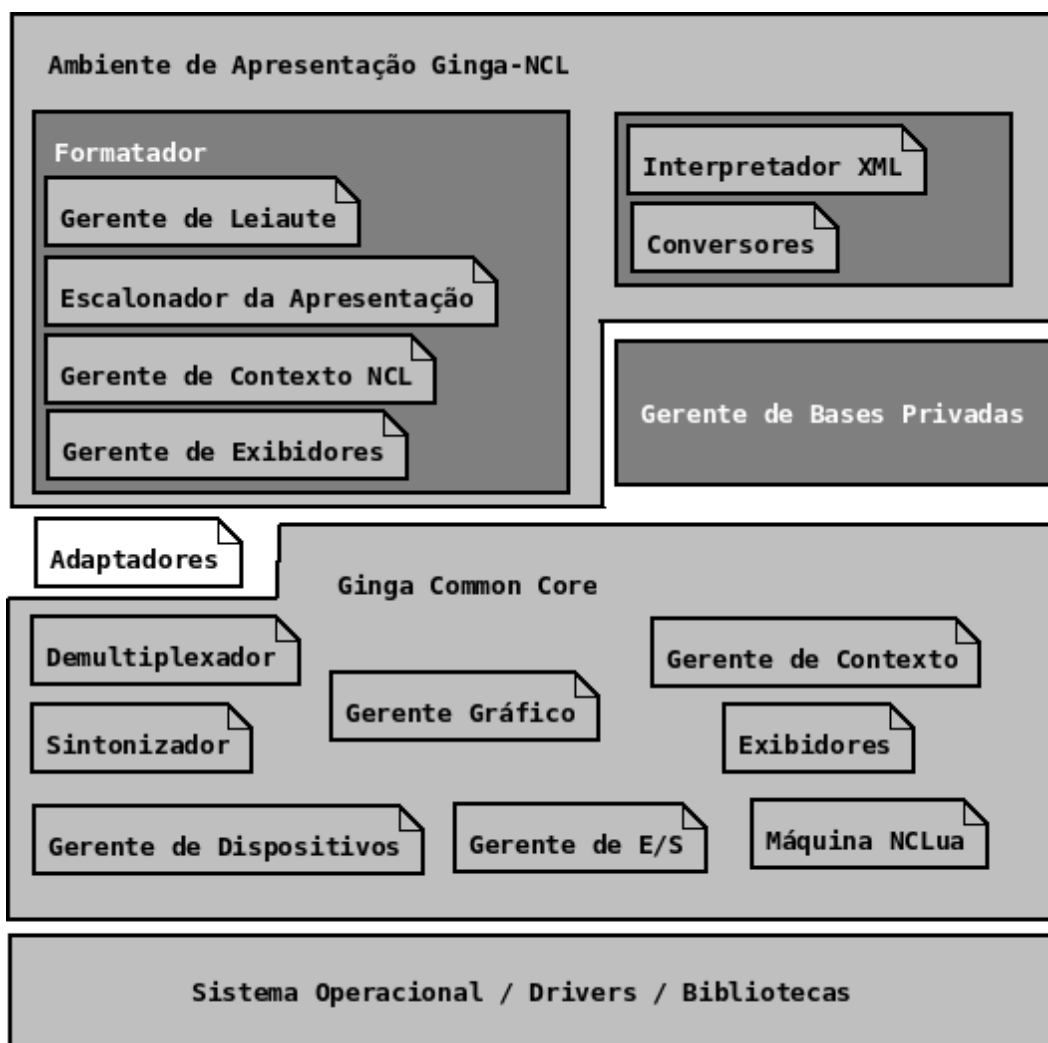 Ambiente de Apresentação Ginga-NCL
Formatador
Gerente de Leiaute
Escalonador da Apresentação
Gerente de Contexto NCL
Gerente de Exibidores
Interpretador XML
Conversores
Gerente de Bases Privadas
Adaptadores
Ginga Common Core
Demultiplexador
Gerente Gráfico
Gerente de Contexto
Sintonizador
Exibidores
Gerente de Dispositivos
Gerente de E/S
Máquina NCLua
Sistema Operacional / Drivers / Bibliotecas